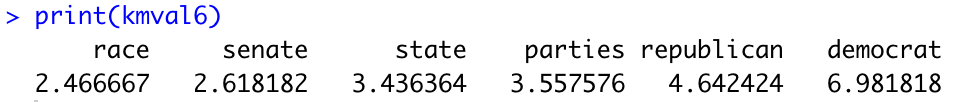 > print(kmval6)
race senate state parties republican democrat
2.466667 2.618182 3.436364 3.557576 4.642424 6.981818